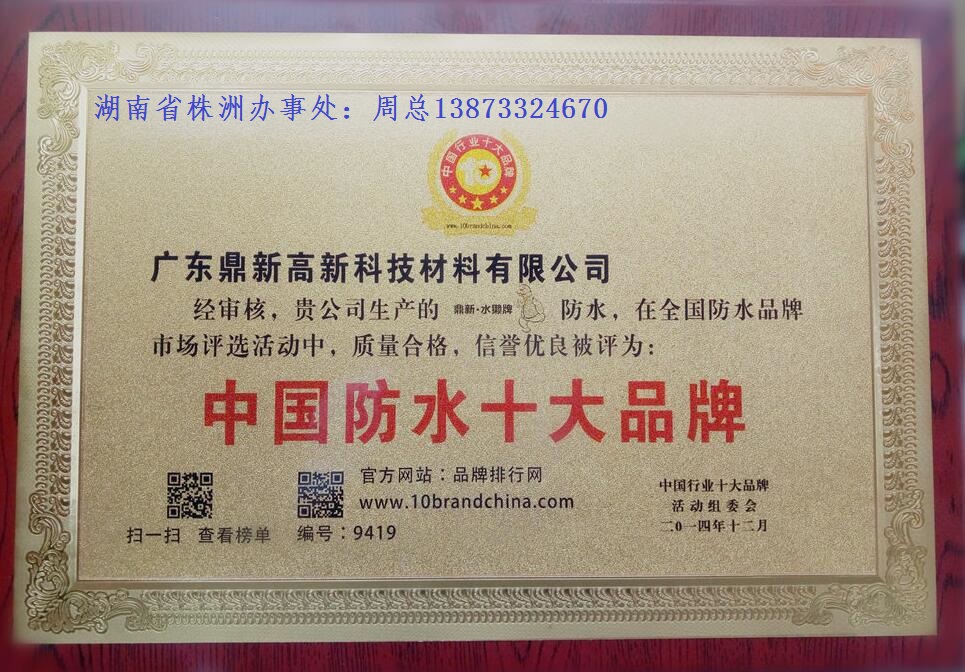 湖南省株洲办事处：周总13873324670
中国行业十大品牌
10
www.10brandchina.com
广东鼎新高新科技材料有限公司
经审核，贵公司生产的 鼎新·水獭牌 防水，在全国防水品牌
市场评选活动中，质量合格，信誉优良被评为：
中国防水十大品牌
官方网站：品牌排行网
www.10brandchina.com
扫一扫 查看榜单 编号：9419
中国行业十大品牌
活动组委会
二〇一四年十二月